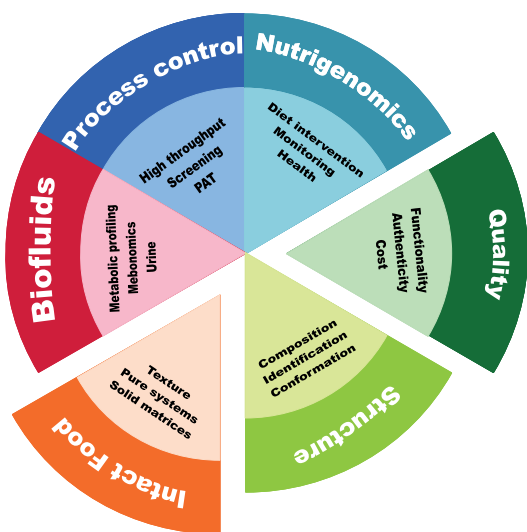 Process control
High throughput
Screening
PAT
Nutrigenomics
Diet intervention
Monitoring
Health
Quality
Functionality
Authenticity
Cost
Structure
Composition
Identification
Conformation
Intact Food
Texture
Pure systems
Solid matrices
Biofluids
Metabolic profiling
Mebonomics
Urine